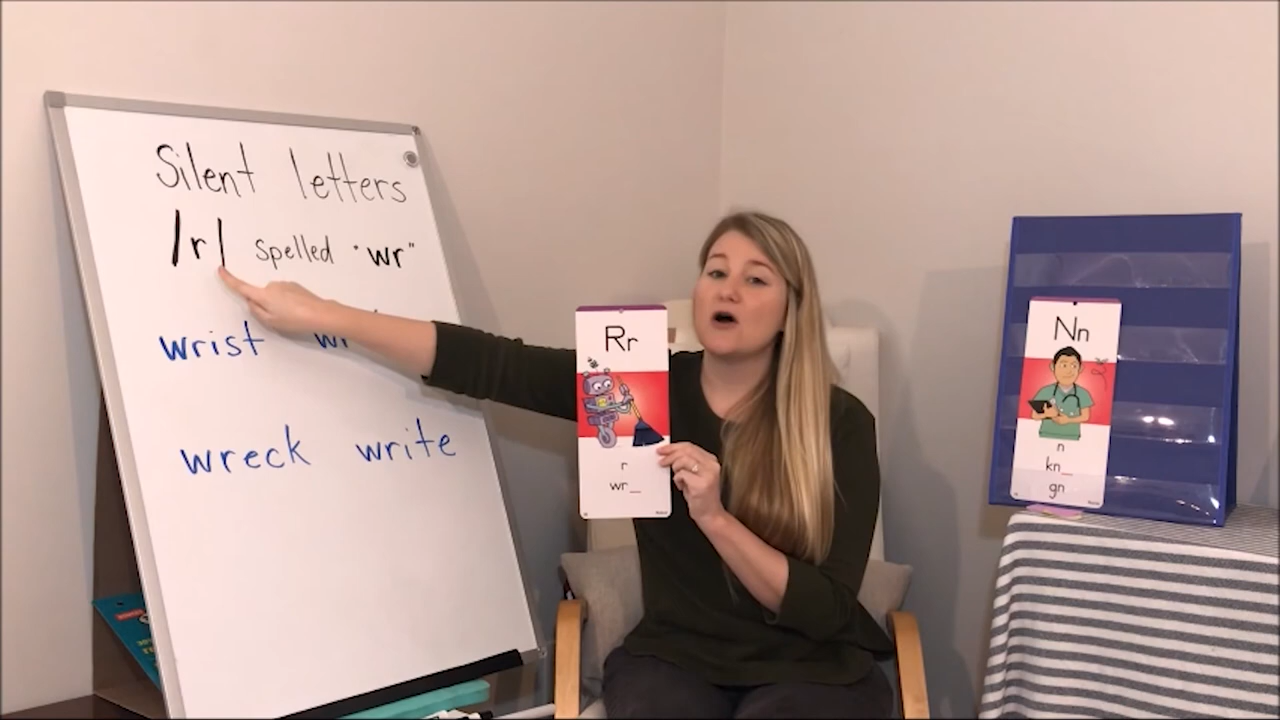 Silent letters
/r/ spelled "wr"
wrist
wreck write
Rr
r
wr_
Nn
n
kn_
gn